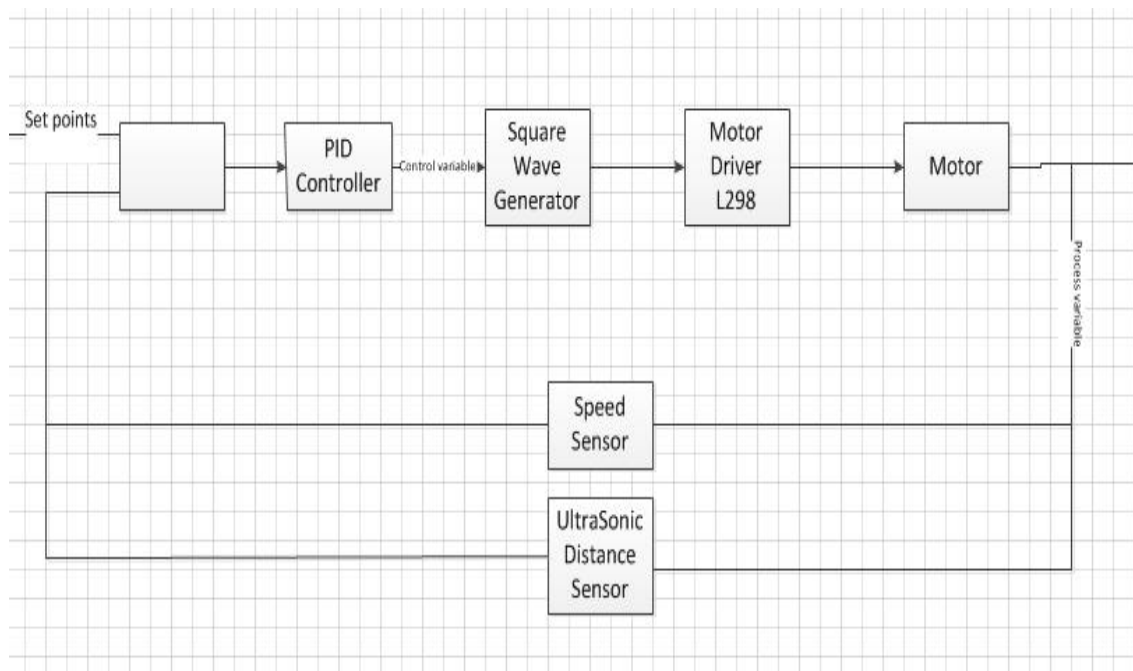 Set points
PID
Controller
Control variable
Square
Wave
Generator
Motor
Driver
L298
Motor
Process variable
Speed
Sensor
UltraSonic
Distance
Sensor